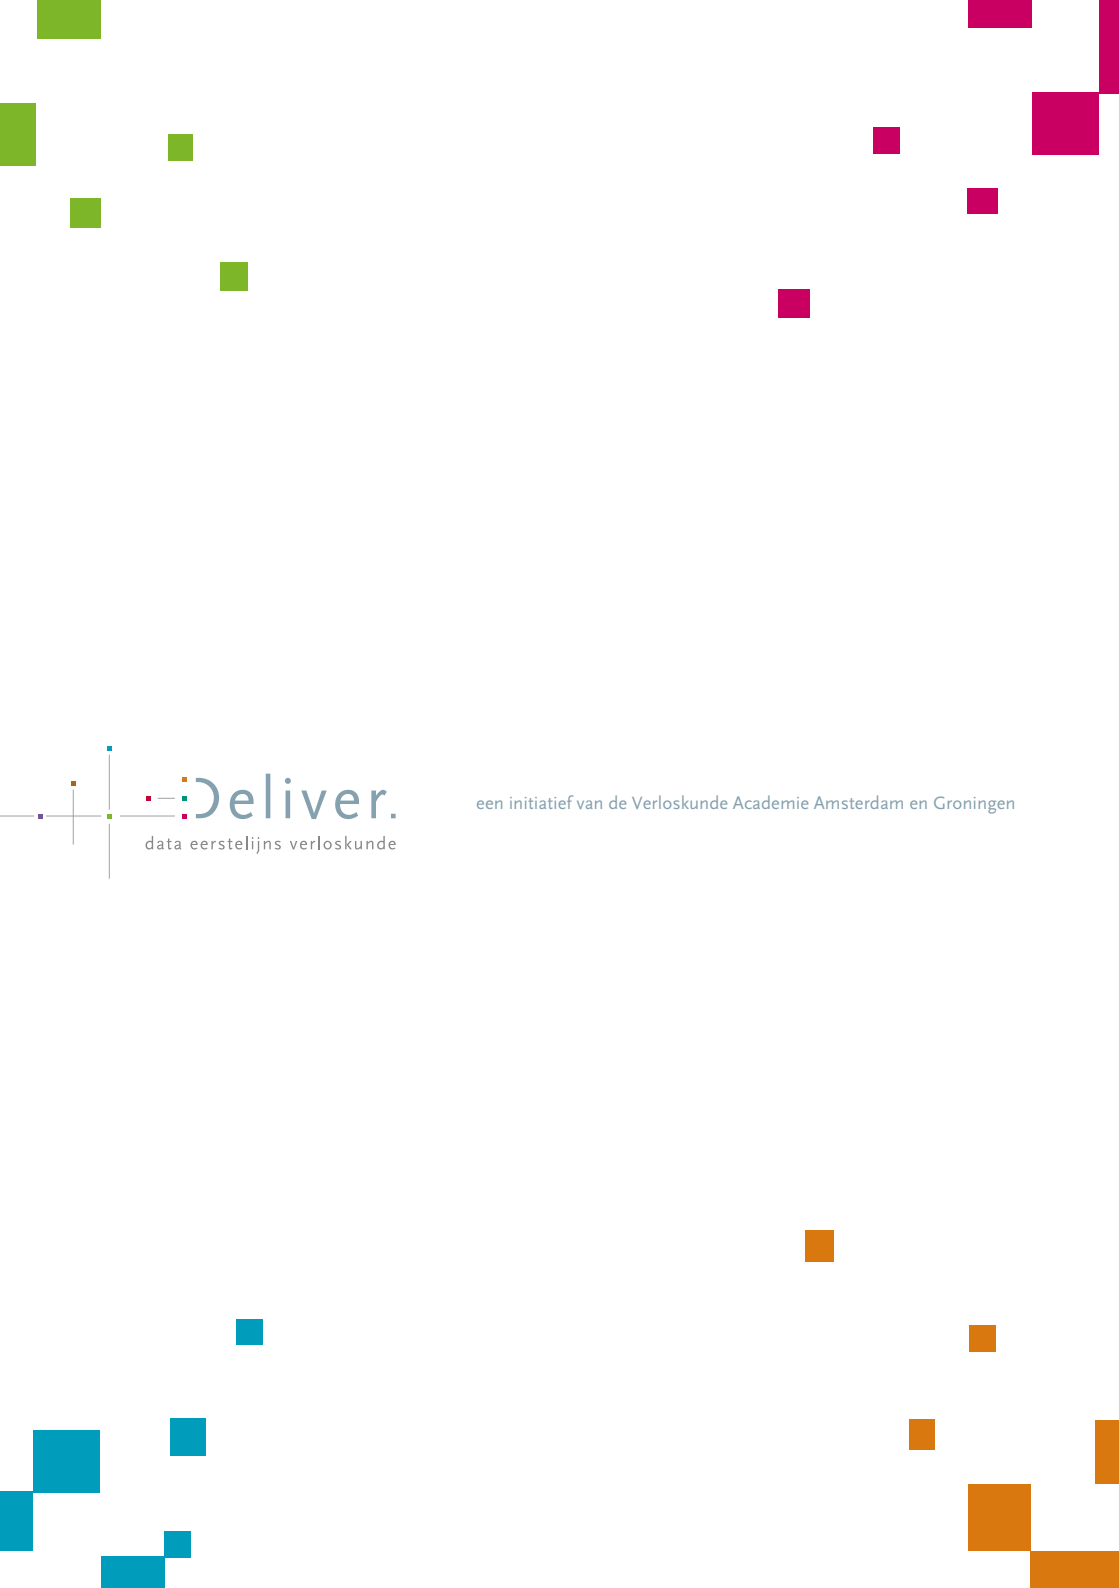 Deliver.
een initiatief van de Verloskunde Academie Amsterdam en Groningen
data eerstelijns verloskunde